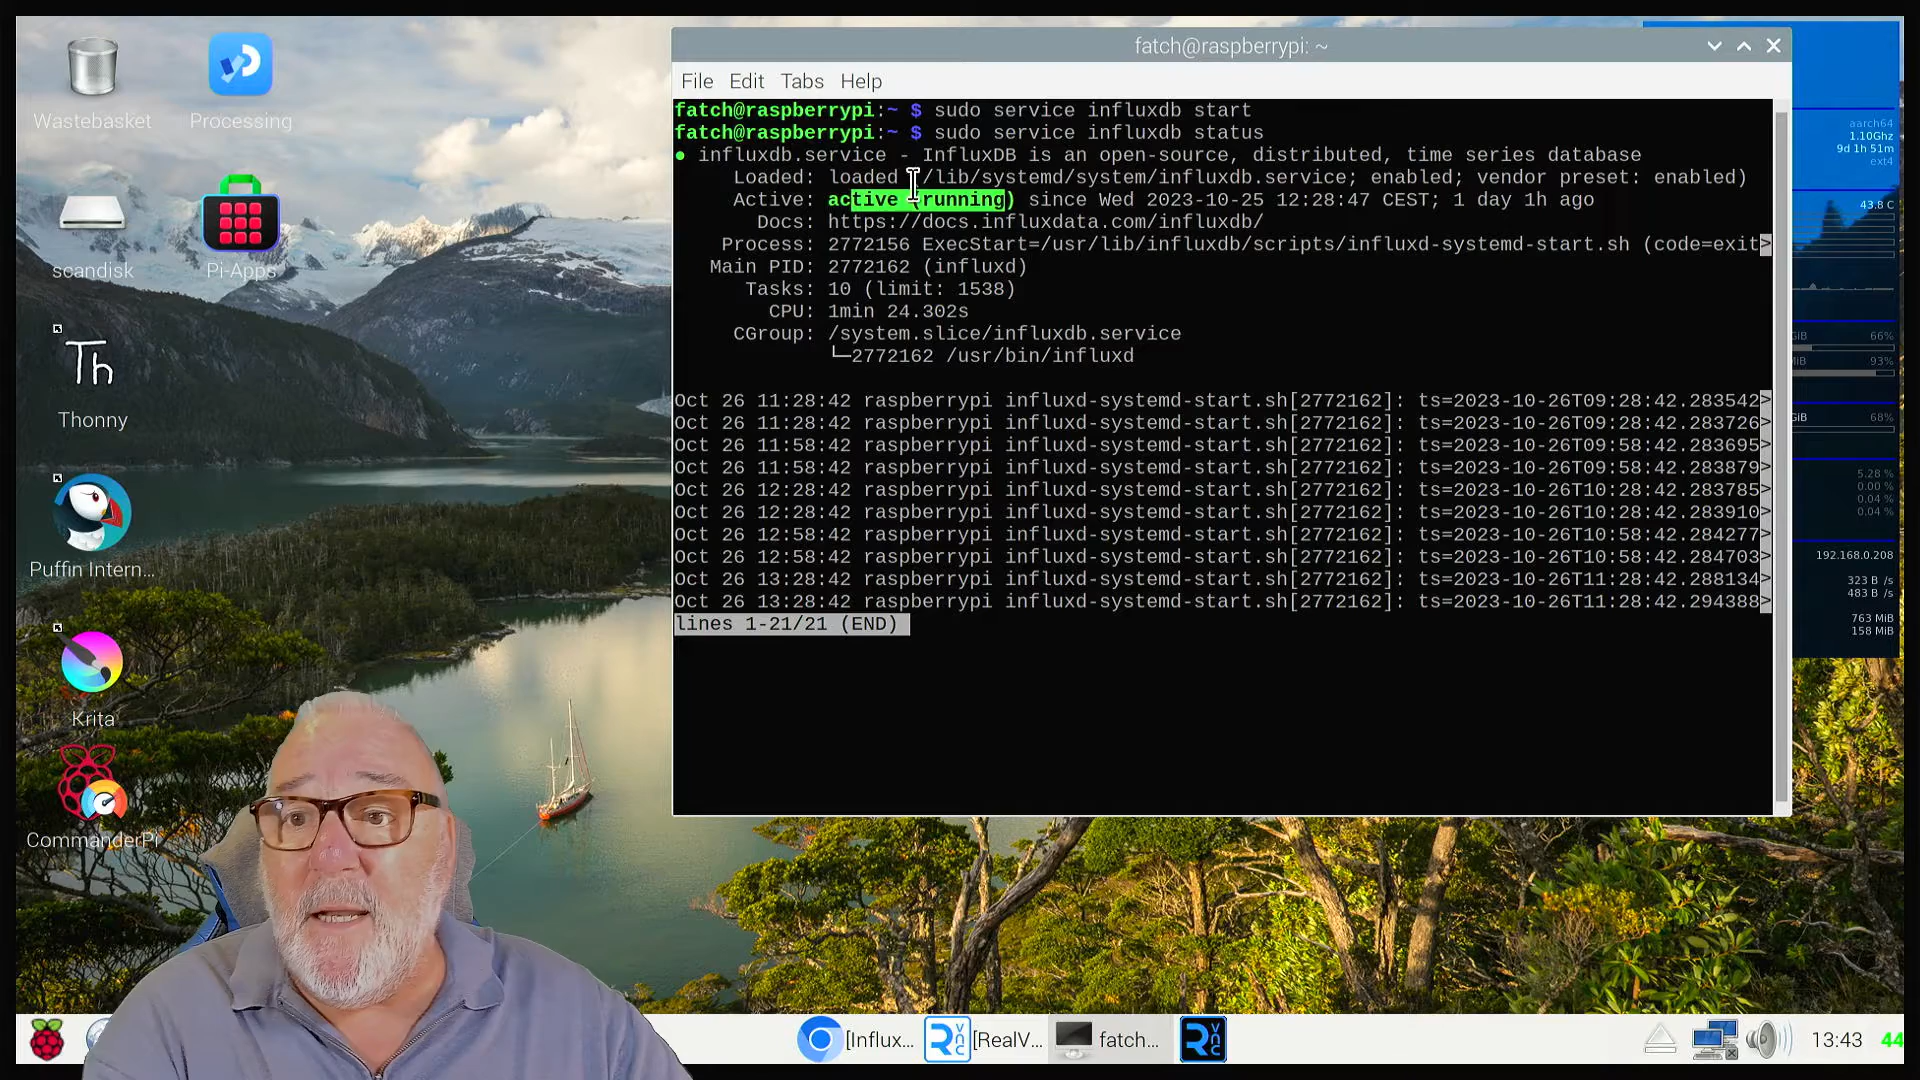 Wastebasket
Processing
scandisk
Pi-Apps
Th
Thonny
Puffin Intern...
Krita
CommanderPi
fatch@raspberrypi: ~
File Edit Tabs Help
fatch@raspberrypi:~ $ sudo service influxdb start
fatch@raspberrypi:~ $ sudo service influxdb status
● influxdb.service - InfluxDB is an open-source, distributed, time series database
Loaded: loaded (/lib/systemd/system/influxdb.service; enabled; vendor preset: enabled)
Active: active (running) since Wed 2023-10-25 12:28:47 CEST; 1 day 1h ago
Docs: https://docs.influxdata.com/influxdb/
Process: 2772156 ExecStart=/usr/lib/influxdb/scripts/influxd-systemd-start.sh (code=exit>
Main PID: 2772162 (influxd)
Tasks: 10 (limit: 1538)
CPU: 1min 24.302s
CGroup: /system.slice/influxdb.service
└─2772162 /usr/bin/influxd
Oct 26 11:28:42 raspberrypi influxd-systemd-start.sh[2772162]: ts=2023-10-26T09:28:42.283542>
Oct 26 11:28:42 raspberrypi influxd-systemd-start.sh[2772162]: ts=2023-10-26T09:28:42.283726>
Oct 26 11:58:42 raspberrypi influxd-systemd-start.sh[2772162]: ts=2023-10-26T09:58:42.283695>
Oct 26 11:58:42 raspberrypi influxd-systemd-start.sh[2772162]: ts=2023-10-26T09:58:42.283879>
Oct 26 12:28:42 raspberrypi influxd-systemd-start.sh[2772162]: ts=2023-10-26T10:28:42.283785>
Oct 26 12:28:42 raspberrypi influxd-systemd-start.sh[2772162]: ts=2023-10-26T10:28:42.283910>
Oct 26 12:58:42 raspberrypi influxd-systemd-start.sh[2772162]: ts=2023-10-26T10:58:42.284277>
Oct 26 12:58:42 raspberrypi influxd-systemd-start.sh[2772162]: ts=2023-10-26T10:58:42.284703>
Oct 26 13:28:42 raspberrypi influxd-systemd-start.sh[2772162]: ts=2023-10-26T11:28:42.288134>
Oct 26 13:28:42 raspberrypi influxd-systemd-start.sh[2772162]: ts=2023-10-26T11:28:42.294388>
lines 1-21/21 (END)
aarch64
1.10Ghz
9d 1h 51m
ext4
43.8 C
GiB 66%
MiB 93%
GiB 68%
5.28 %
0.00 %
0.04 %
0.04 %
192.168.0.208
323 B /s
483 B /s
763 MiB
158 MiB
[Influx...
[RealV...
fatch...
13:43
44